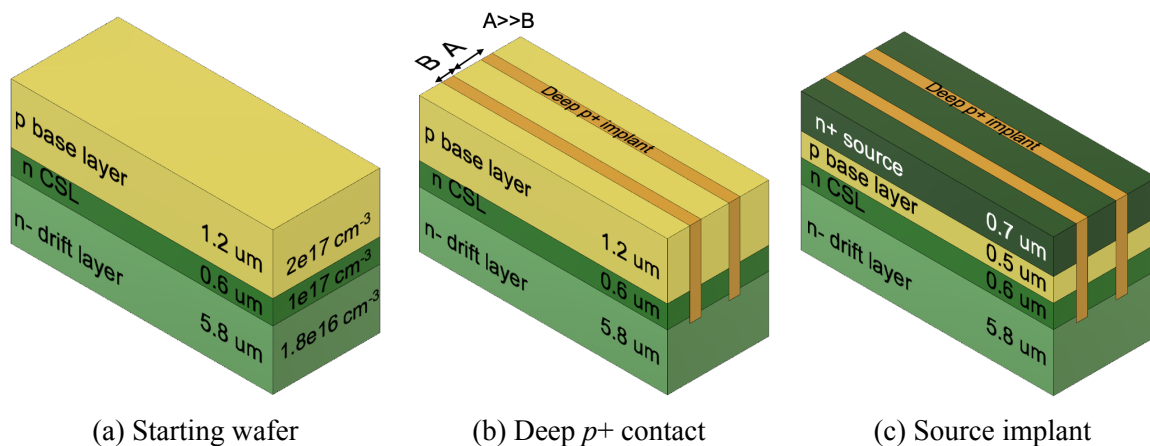 p base layer
n CSL
n- drift layer
1.2 um
0.6 um
5.8 um
2e17 cm⁻³
1e17 cm⁻³
1.8e16 cm⁻³
(a) Starting wafer
A>>B
B
A
Deep p+ implant
p base layer
n CSL
n- drift layer
1.2 um
0.6 um
5.8 um
(b) Deep p+ contact
Deep p+ implant
n+ source
p base layer
n CSL
n- drift layer
0.7 um
0.5 um
0.6 um
5.8 um
(c) Source implant